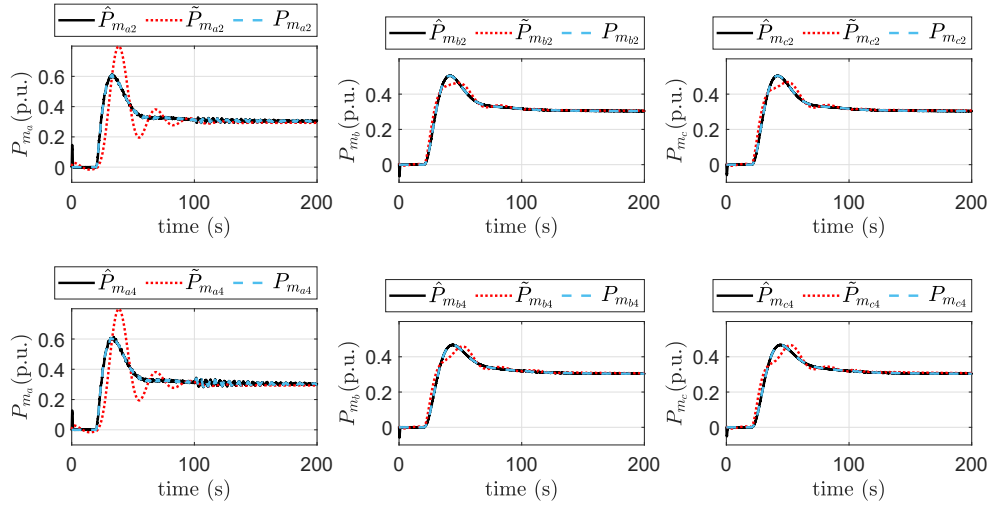 P̂_{m_{a2}} P̃_{m_{a2}} P_{m_{a2}}
P_{m_a}(p.u.)
0.6
0.4
0.2
0
0 100 200
time (s)
P̂_{m_{b2}} P̃_{m_{b2}} P_{m_{b2}}
P_{m_b}(p.u.)
0.4
0.2
0
0 100 200
time (s)
P̂_{m_{c2}} P̃_{m_{c2}} P_{m_{c2}}
P_{m_c}(p.u.)
0.4
0.2
0
0 100 200
time (s)
P̂_{m_{a4}} P̃_{m_{a4}} P_{m_{a4}}
P_{m_a}(p.u.)
0.6
0.4
0.2
0
0 100 200
time (s)
P̂_{m_{b4}} P̃_{m_{b4}} P_{m_{b4}}
P_{m_b}(p.u.)
0.4
0.2
0
0 100 200
time (s)
P̂_{m_{c4}} P̃_{m_{c4}} P_{m_{c4}}
P_{m_c}(p.u.)
0.4
0.2
0
0 100 200
time (s)